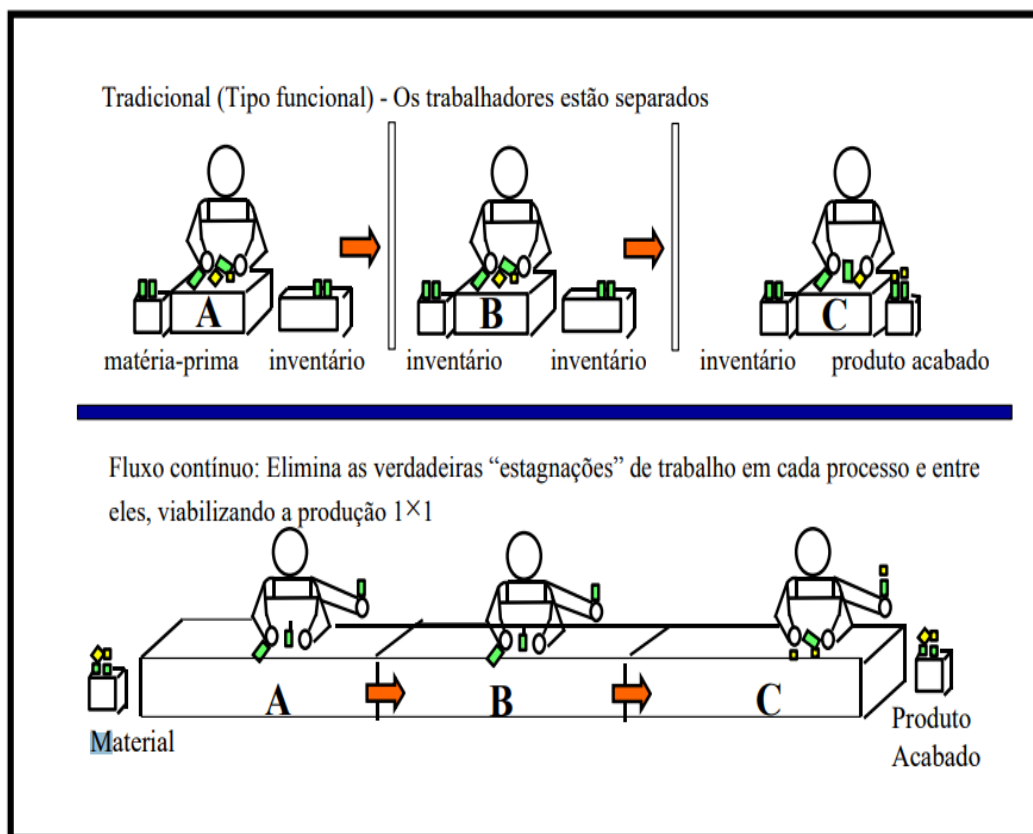 Tradicional (Tipo funcional) - Os trabalhadores estão separados
A B C
matéria-prima inventário inventário inventário inventário produto acabado
Fluxo contínuo: Elimina as verdadeiras “estagnações” de trabalho em cada processo e entre
eles, viabilizando a produção 1×1
A B C
Material
Produto
Acabado